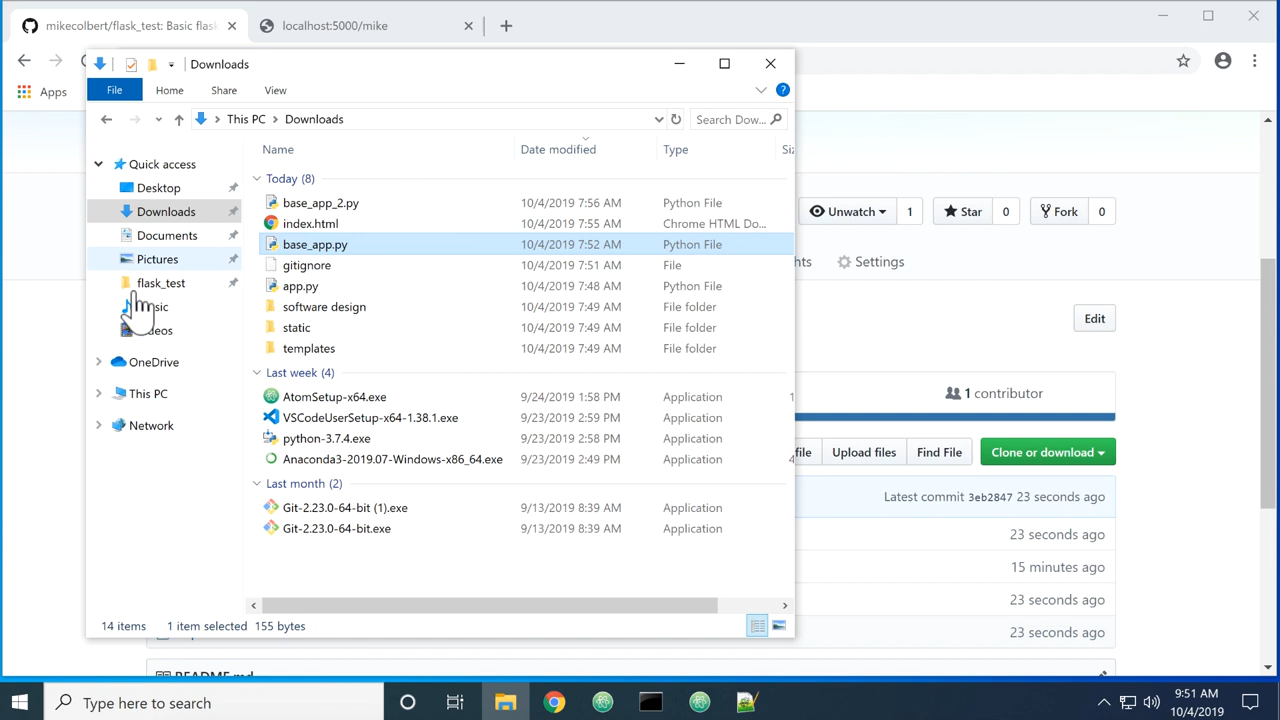 mikecolbert/flask_test: Basic flask
localhost:5000/mike
Apps
Downloads
File Home Share View
This PC > Downloads
Search Dow...
Name Date modified Type Siz
Quick access
Desktop
Downloads
Documents
Pictures
flask_test
OneDrive
This PC
Network
Today (8)
base_app_2.py 10/4/2019 7:56 AM Python File
index.html 10/4/2019 7:55 AM Chrome HTML Do...
base_app.py 10/4/2019 7:52 AM Python File
gitignore 10/4/2019 7:51 AM File
app.py 10/4/2019 7:48 AM Python File
software design 10/4/2019 7:49 AM File folder
static 10/4/2019 7:49 AM File folder
templates 10/4/2019 7:49 AM File folder
Last week (4)
AtomSetup-x64.exe 9/24/2019 1:58 PM Application 1
VSCodeUserSetup-x64-1.38.1.exe 9/23/2019 2:59 PM Application
python-3.7.4.exe 9/23/2019 2:58 PM Application
Anaconda3-2019.07-Windows-x86_64.exe 9/23/2019 2:49 PM Application 4
Last month (2)
Git-2.23.0-64-bit (1).exe 9/13/2019 8:39 AM Application
Git-2.23.0-64-bit.exe 9/13/2019 8:39 AM Application
14 items 1 item selected 155 bytes
Unwatch 1 Star 0 Fork 0
hts Settings
Edit
1 contributor
file Upload files Find File Clone or download
Latest commit 3eb2847 23 seconds ago
23 seconds ago
15 minutes ago
23 seconds ago
23 seconds ago
README.md
Type here to search
9:51 AM
10/4/2019